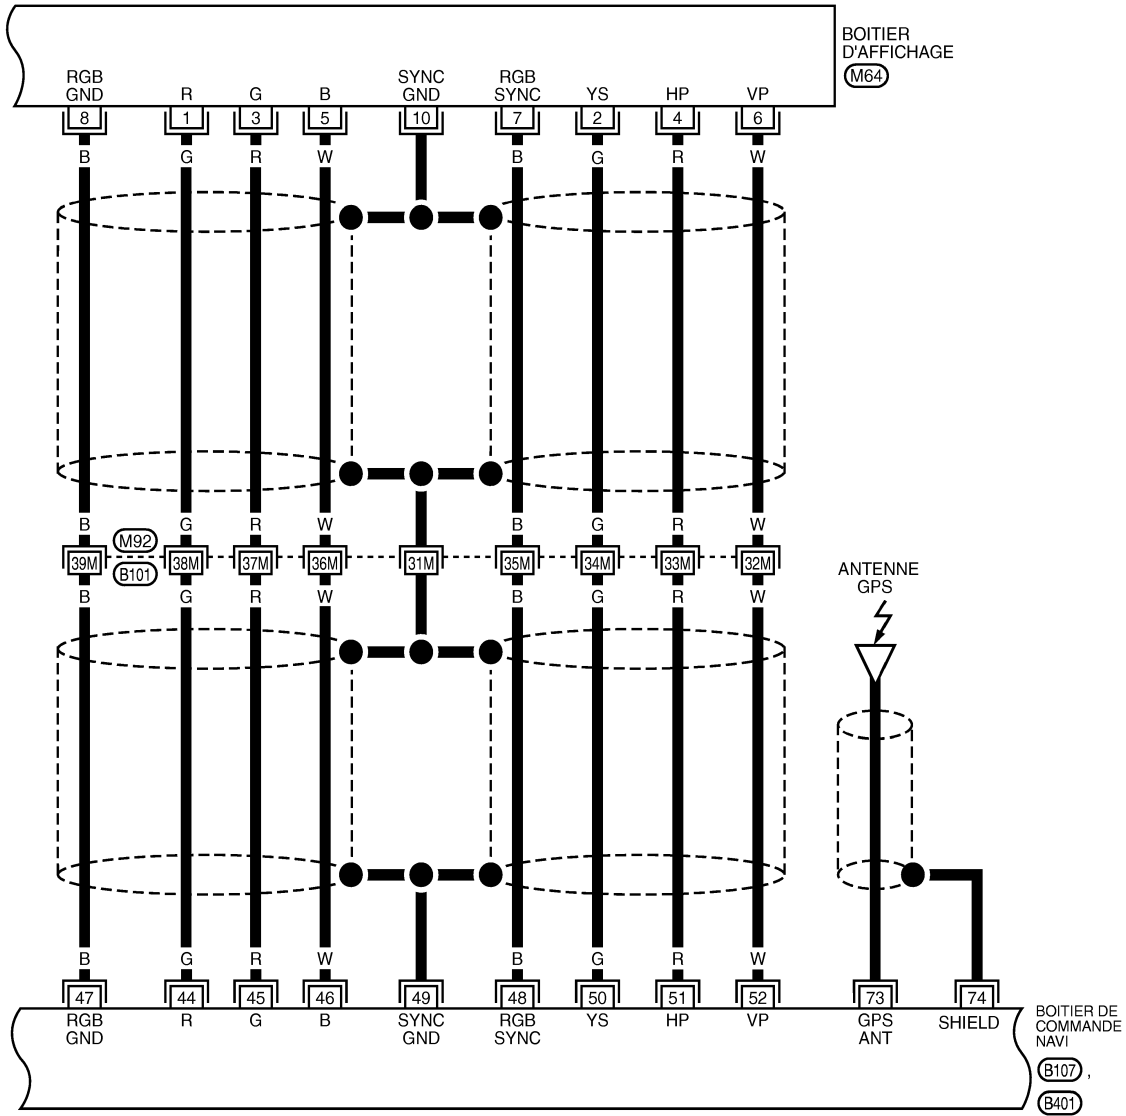 BOITIER
D'AFFICHAGE
M64
RGB GND R G B SYNC GND RGB SYNC YS HP VP
8 1 3 5 10 7 2 4 6
B G R W B G R W
B G R W B G R W
M92
39M 38M 37M 36M 31M 35M 34M 33M 32M
B101
B G R W B G R W
ANTENNE
GPS
B G R W B G R W
47 44 45 46 49 48 50 51 52 73 74
RGB GND R G B SYNC GND RGB SYNC YS HP VP GPS ANT SHIELD
BOITIER DE
COMMANDE
NAVI
B107 ,
B401